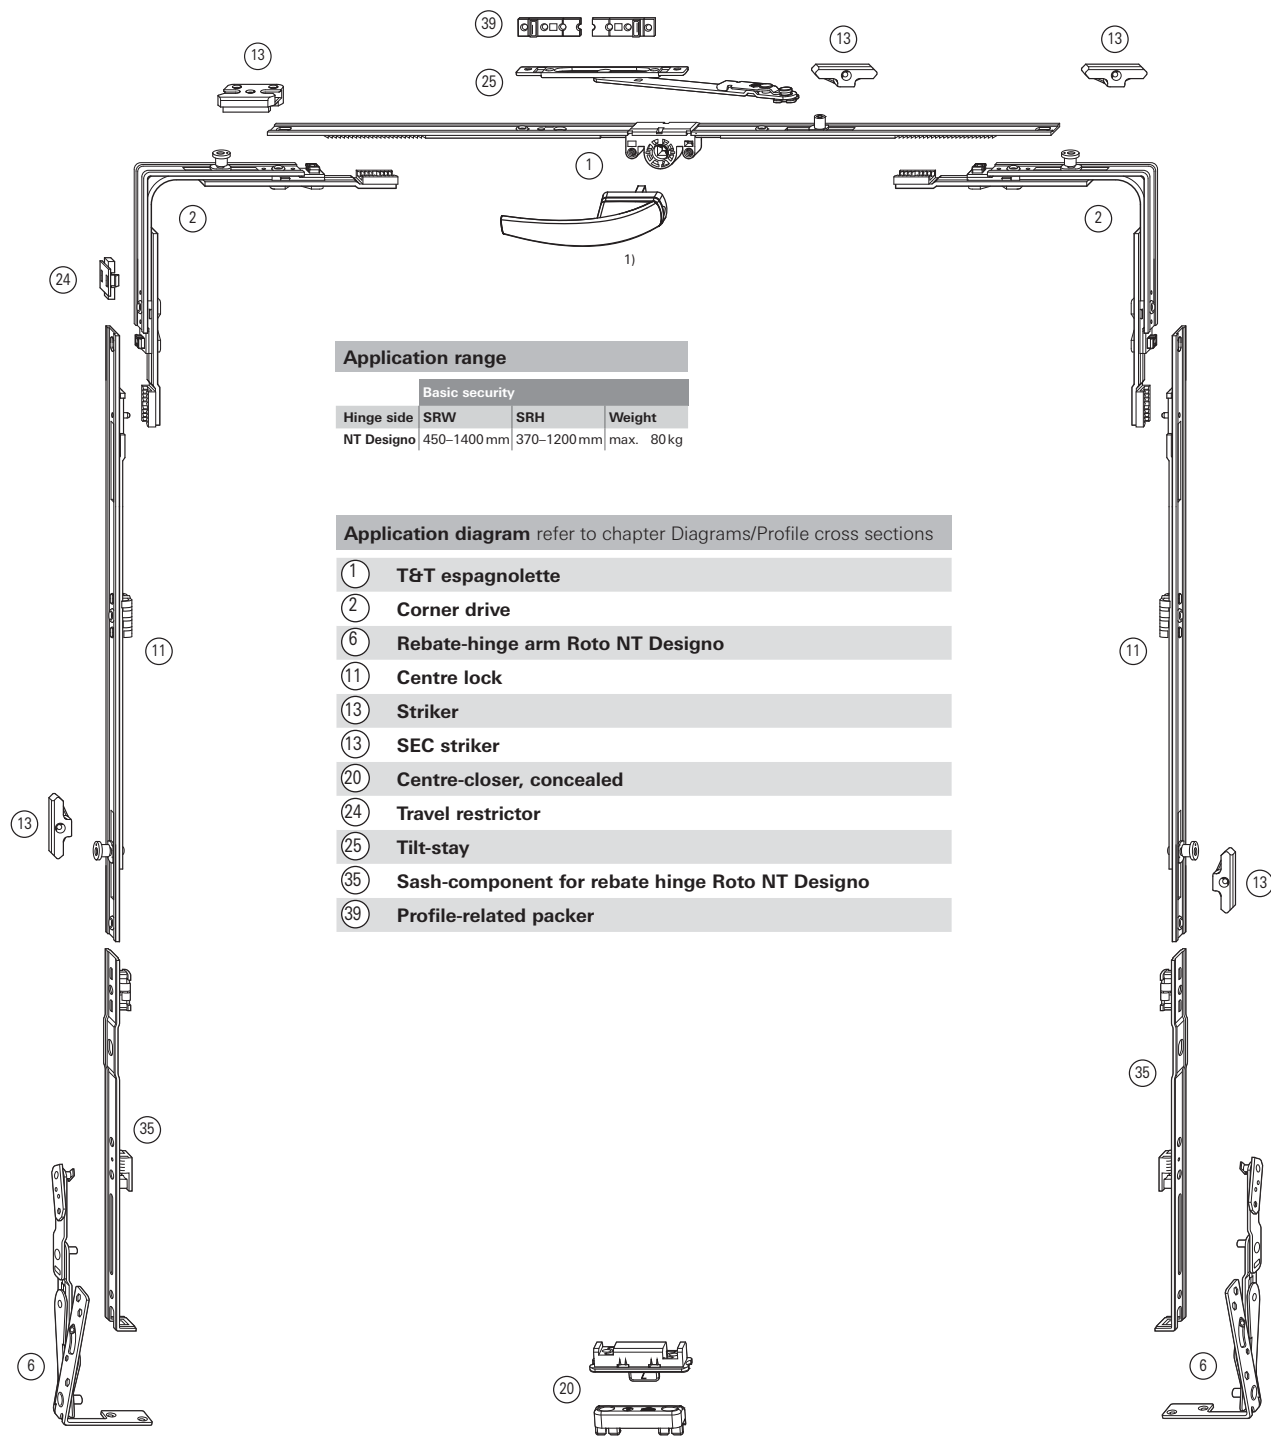 39
13
13
13
25
1
2
2
1)
24
Application range
Basic security
Hinge side SRW SRH Weight
NT Designo 450–1400 mm 370–1200 mm max. 80 kg
Application diagram refer to chapter Diagrams/Profile cross sections
1 T&T espagnolette
2 Corner drive
6 Rebate-hinge arm Roto NT Designo
11 Centre lock
13 Striker
13 SEC striker
20 Centre-closer, concealed
24 Travel restrictor
25 Tilt-stay
35 Sash-component for rebate hinge Roto NT Designo
39 Profile-related packer
11
11
13
13
35
35
6
6
20